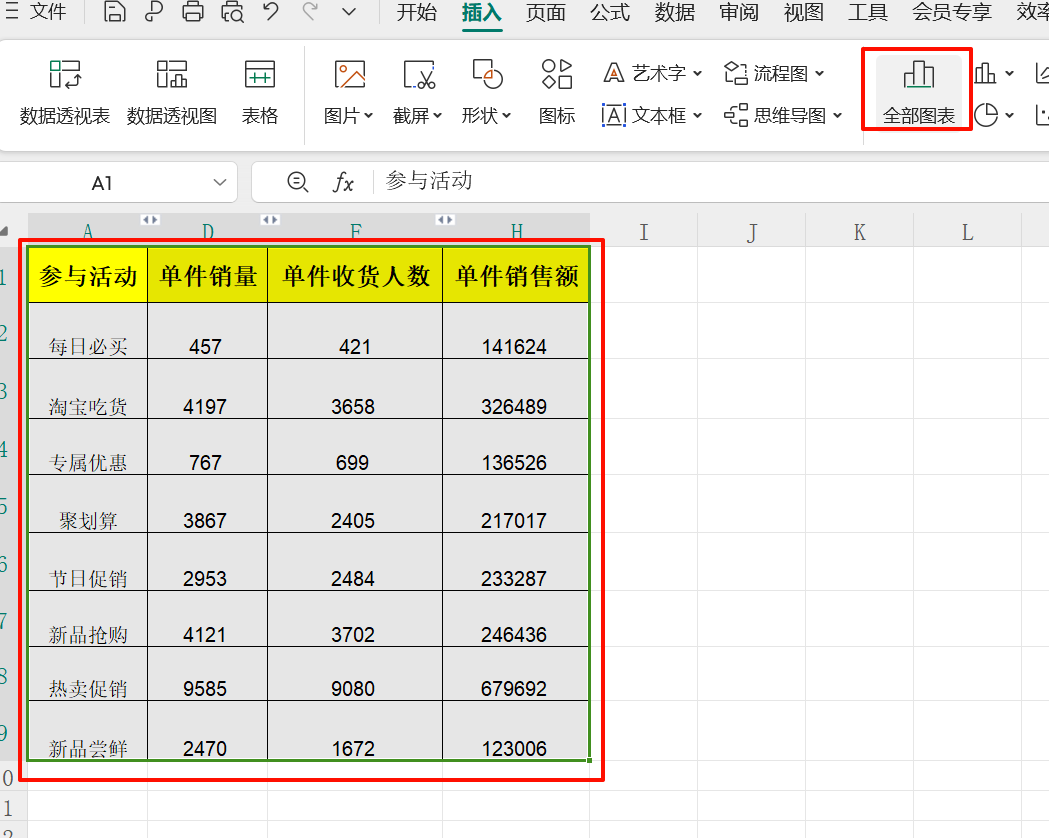 文件 开始 插入 页面 公式 数据 审阅 视图 工具 会员专享 效率
艺术字 流程图
数据透视表 数据透视图 表格 图片 截屏 形状 图标 文本框 思维导图 全部图表
A1 fx 参与活动
A D F H I J K L
1 参与活动 单件销量 单件收货人数 单件销售额
2 每日必买 457 421 141624
3 淘宝吃货 4197 3658 326489
4 专属优惠 767 699 136526
5 聚划算 3867 2405 217017
6 节日促销 2953 2484 233287
7 新品抢购 4121 3702 246436
8 热卖促销 9585 9080 679692
9 新品尝鲜 2470 1672 123006
0
1
2